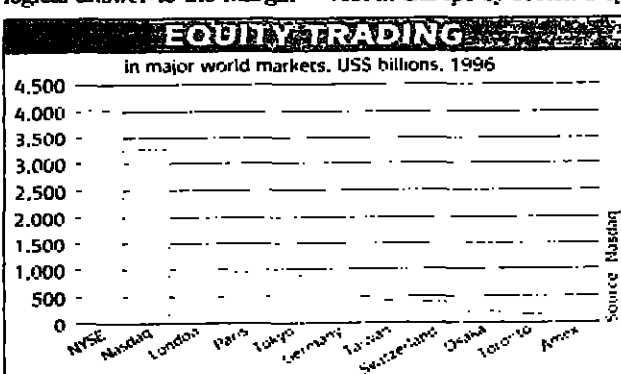 logical answer to the
EQUITY TRADING
in major world markets, US$ billions, 1996
4,500
4,000
3,500
3,000
2,500
2,000
1,500
1,000
500
0
NYSE
Nasdaq
London
Paris
Tokyo
Germany
Taiwan
Switzerland
Osaka
Toronto
Amex
Source Nasdaq